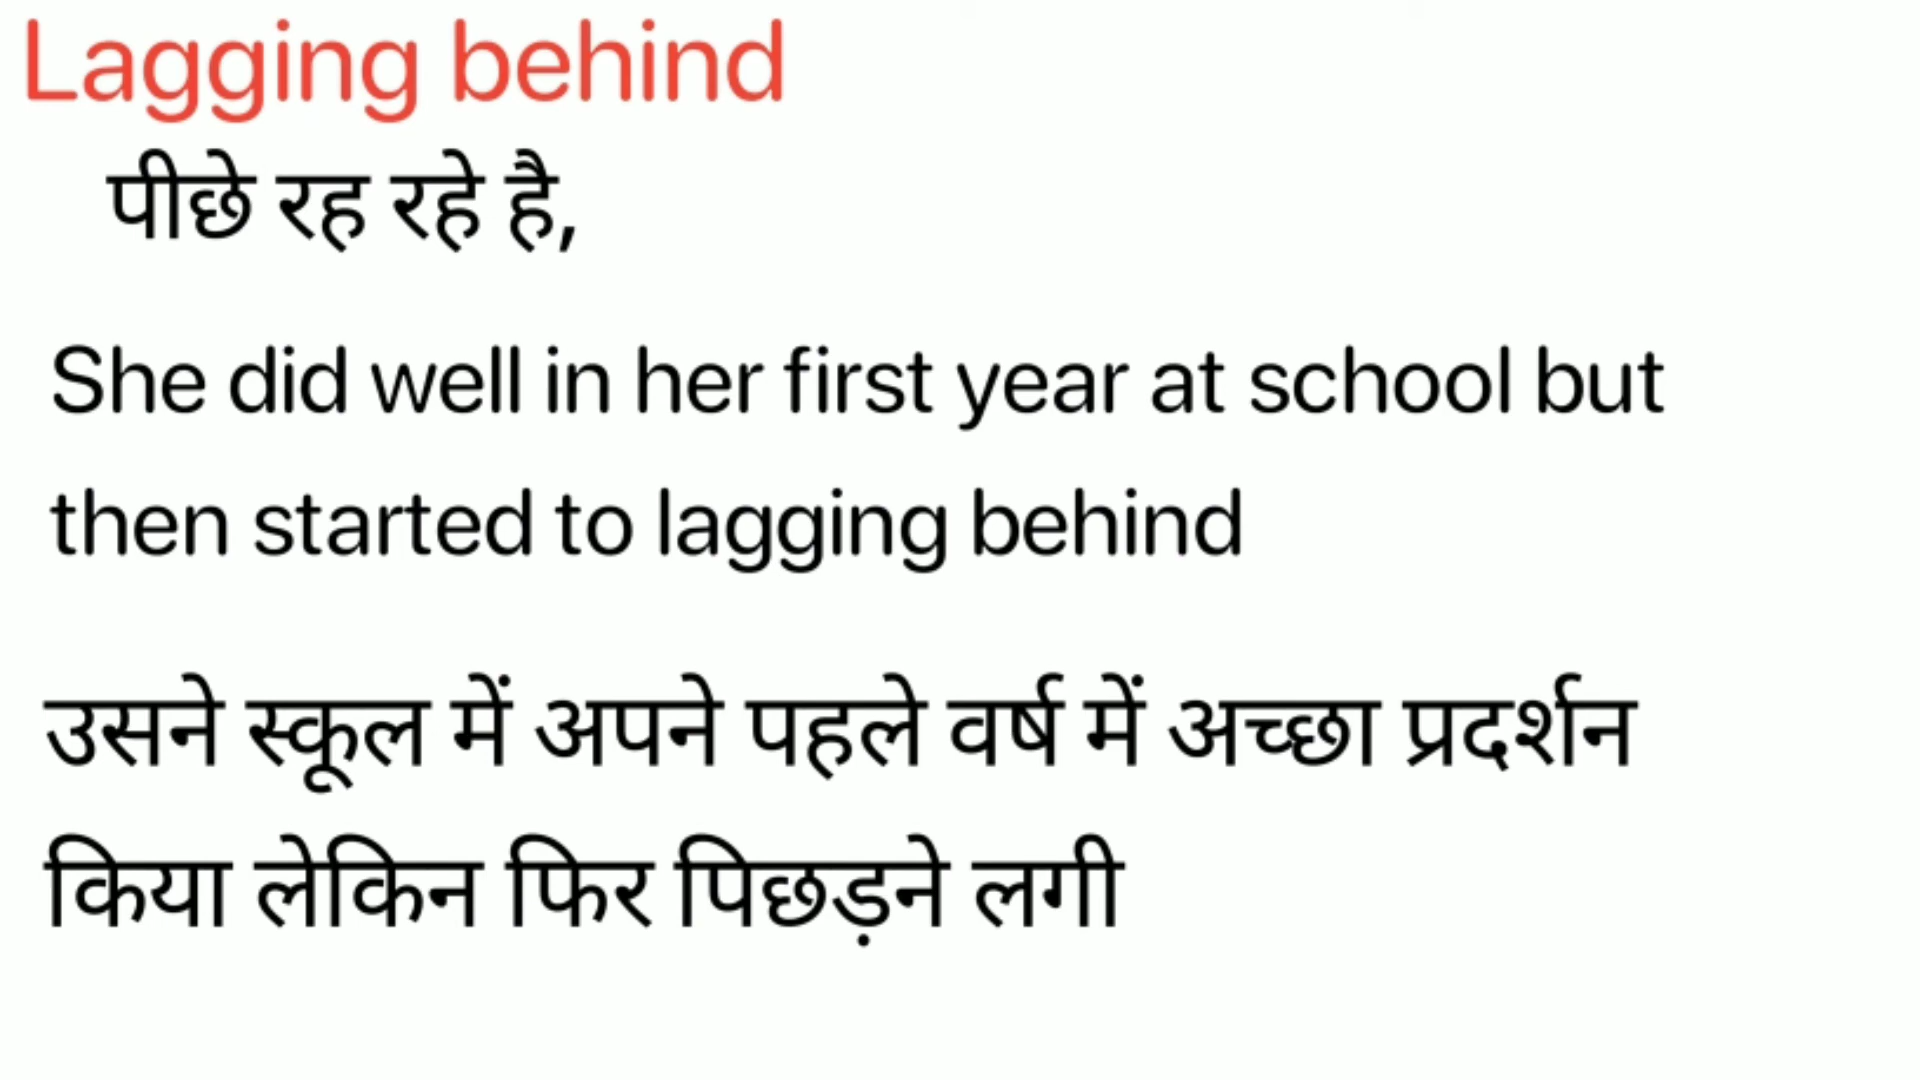 Lagging behind
पीछे रह रहे है,
She did well in her first year at school but
then started to lagging behind
उसने स्कूल में अपने पहले वर्ष में अच्छा प्रदर्शन
किया लेकिन फिर पिछड़ने लगी